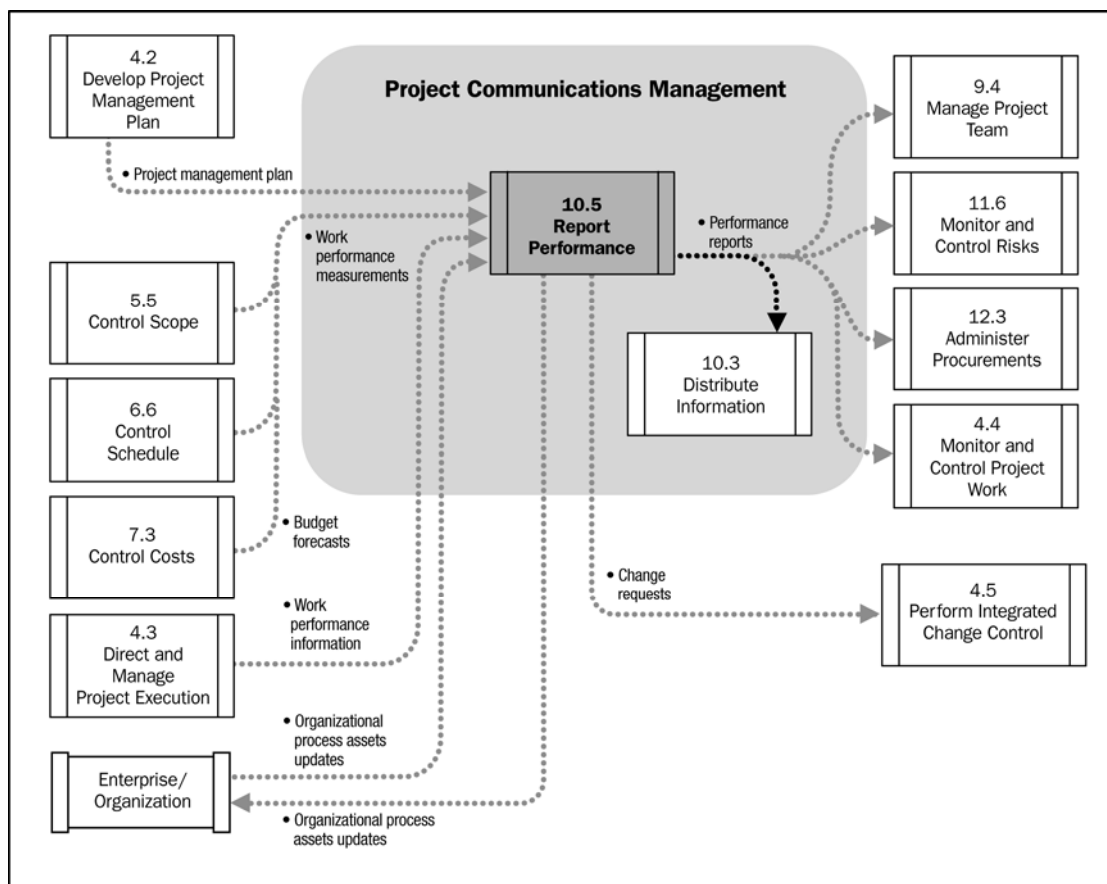 4.2
Develop Project
Management
Plan
Project Communications Management
9.4
Manage Project
Team
• Project management plan
10.5
Report
Performance
• Performance
reports
11.6
Monitor and
Control Risks
• Work
performance
measurements
5.5
Control Scope
12.3
Administer
Procurements
10.3
Distribute
Information
6.6
Control
Schedule
4.4
Monitor and
Control Project
Work
7.3
Control Costs
• Budget
forecasts
• Change
requests
4.5
Perform Integrated
Change Control
• Work
performance
information
4.3
Direct and
Manage
Project Execution
• Organizational
process assets
updates
Enterprise/
Organization
• Organizational process
assets updates